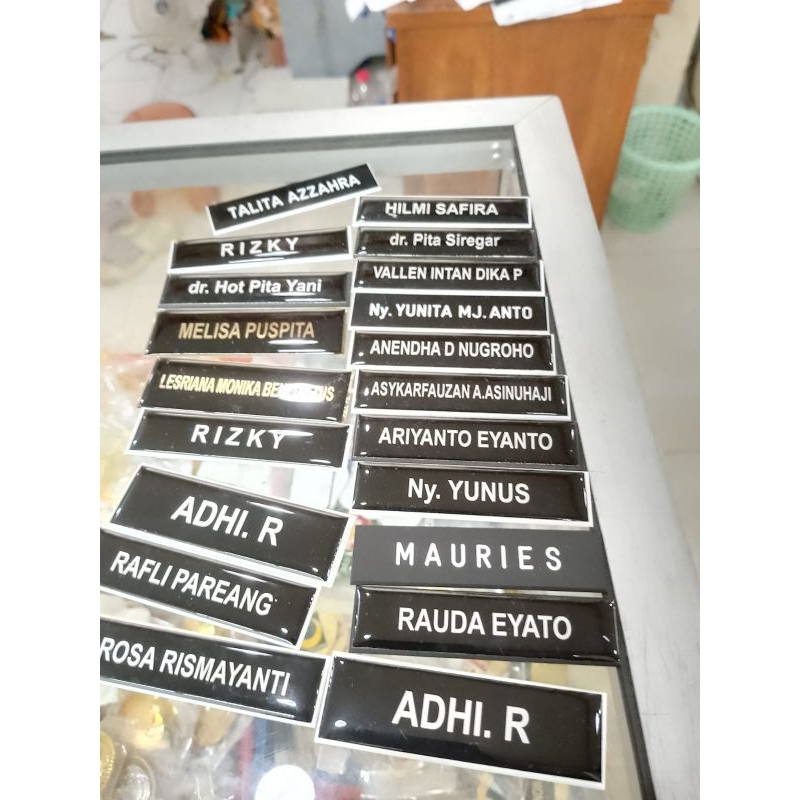 TALITA AZZAHRA
RIZKY
dr. Hot Pita Yani
MELISA PUSPITA
LESRIANA MONIKA
RIZKY
ADHI. R
RAFLI PAREANG
ROSA RISMAYANTI
HILMI SAFIRA
dr. Pita Siregar
VALLEN INTAN DIKA P
Ny. YUNITA MJ. ANTO
ANENDHA D NUGROHO
ASYKARFAUZAN A.ASINUHAJI
ARIYANTO EYANTO
Ny. YUNUS
MAURIES
RAUDA EYATO
ADHI. R